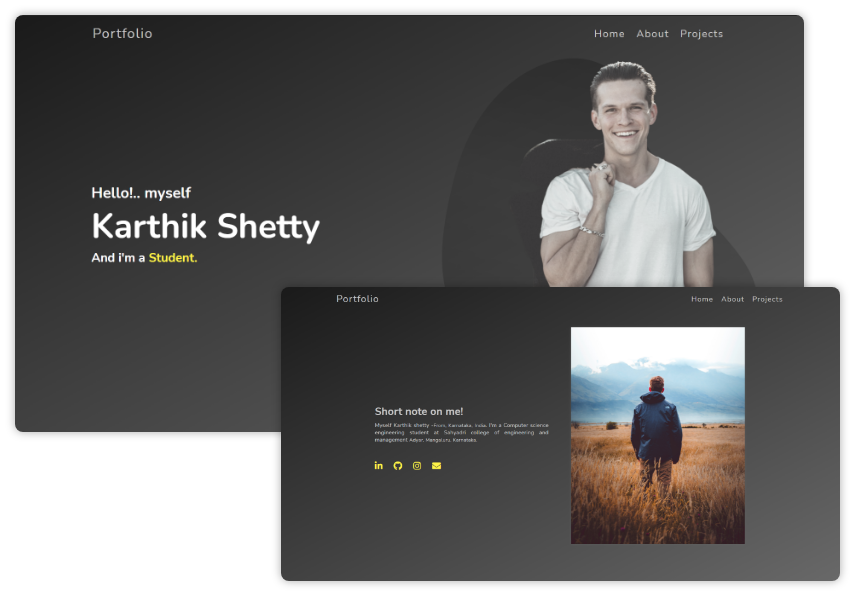 Portfolio
Home About Projects
Hello!.. myself
Karthik Shetty
And i'm a Student.
Portfolio
Home About Projects
Short note on me!
Myself Karthik shetty -From, Karnataka, India. I'm a Computer science
engineering student at Sahyadri college of engineering and
management Adyar, Mangaluru, Karnataka.